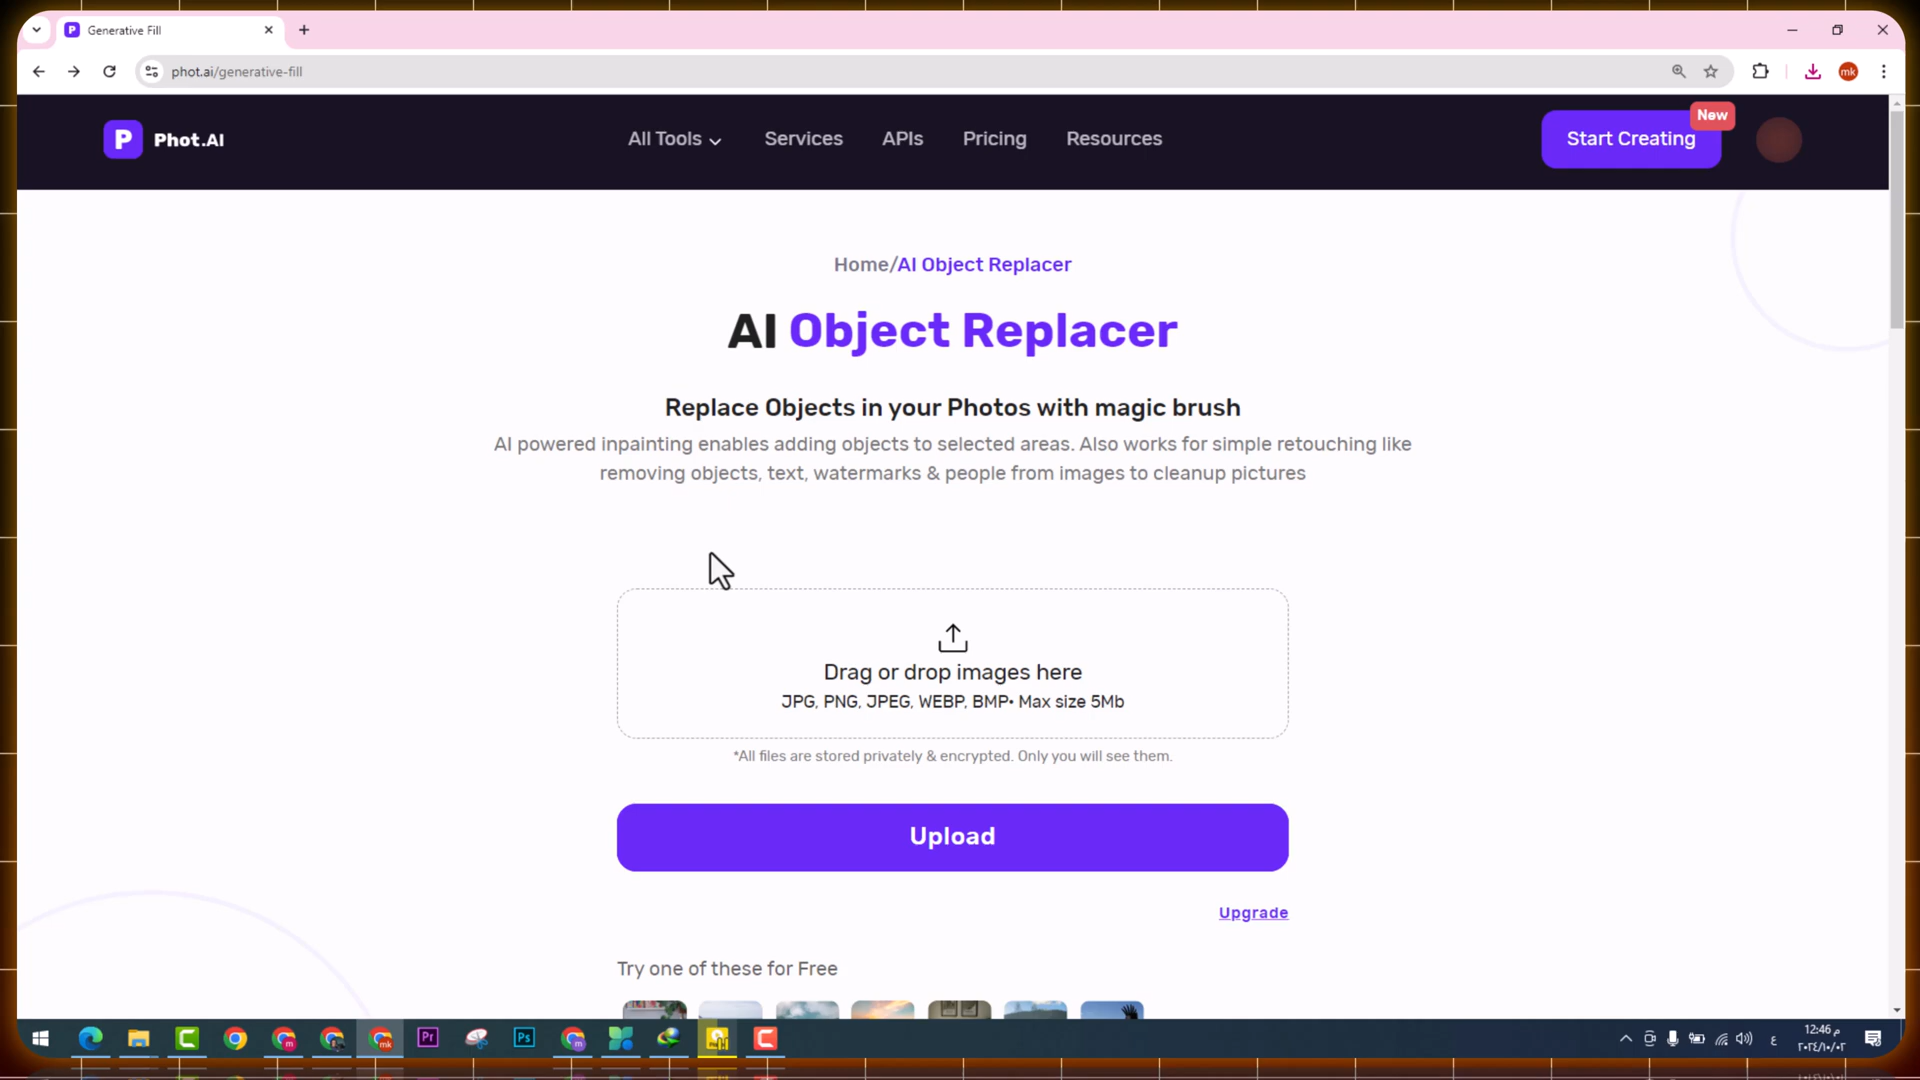 Generative Fill
phot.ai/generative-fill
mk
P Phot.AI
All Tools
Services
APIs
Pricing
Resources
Start Creating
New
Home/AI Object Replacer
AI Object Replacer
Replace Objects in your Photos with magic brush
AI powered inpainting enables adding objects to selected areas. Also works for simple retouching like
removing objects, text, watermarks & people from images to cleanup pictures
Drag or drop images here
JPG, PNG, JPEG, WEBP, BMP• Max size 5Mb
*All files are stored privately & encrypted. Only you will see them.
Upload
Upgrade
Try one of these for Free
Pr
Ps
ع
12:46 م